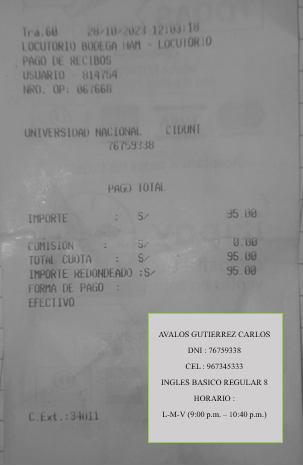 Tra.60 28/10/2023 12:03:18
LOCUTORIO BODEGA HAM - LOCUTORIO
PAGO DE RECIBOS
USUARIO - 814754
NRO. OP: 067668
UNIVERSIDAD NACIONAL CIDUNT
76759338
PAGO TOTAL
IMPORTE : S/ 95.00
COMISION : S/ 0.00
TOTAL CUOTA : S/ 95.00
IMPORTE REDONDEADO :S/ 95.00
FORMA DE PAGO :
EFECTIVO
C.Ext.:34011
AVALOS GUTIERREZ CARLOS
DNI : 76759338
CEL : 967345333
INGLES BASICO REGULAR 8
HORARIO :
L-M-V (9:00 p.m. – 10:40 p.m.)